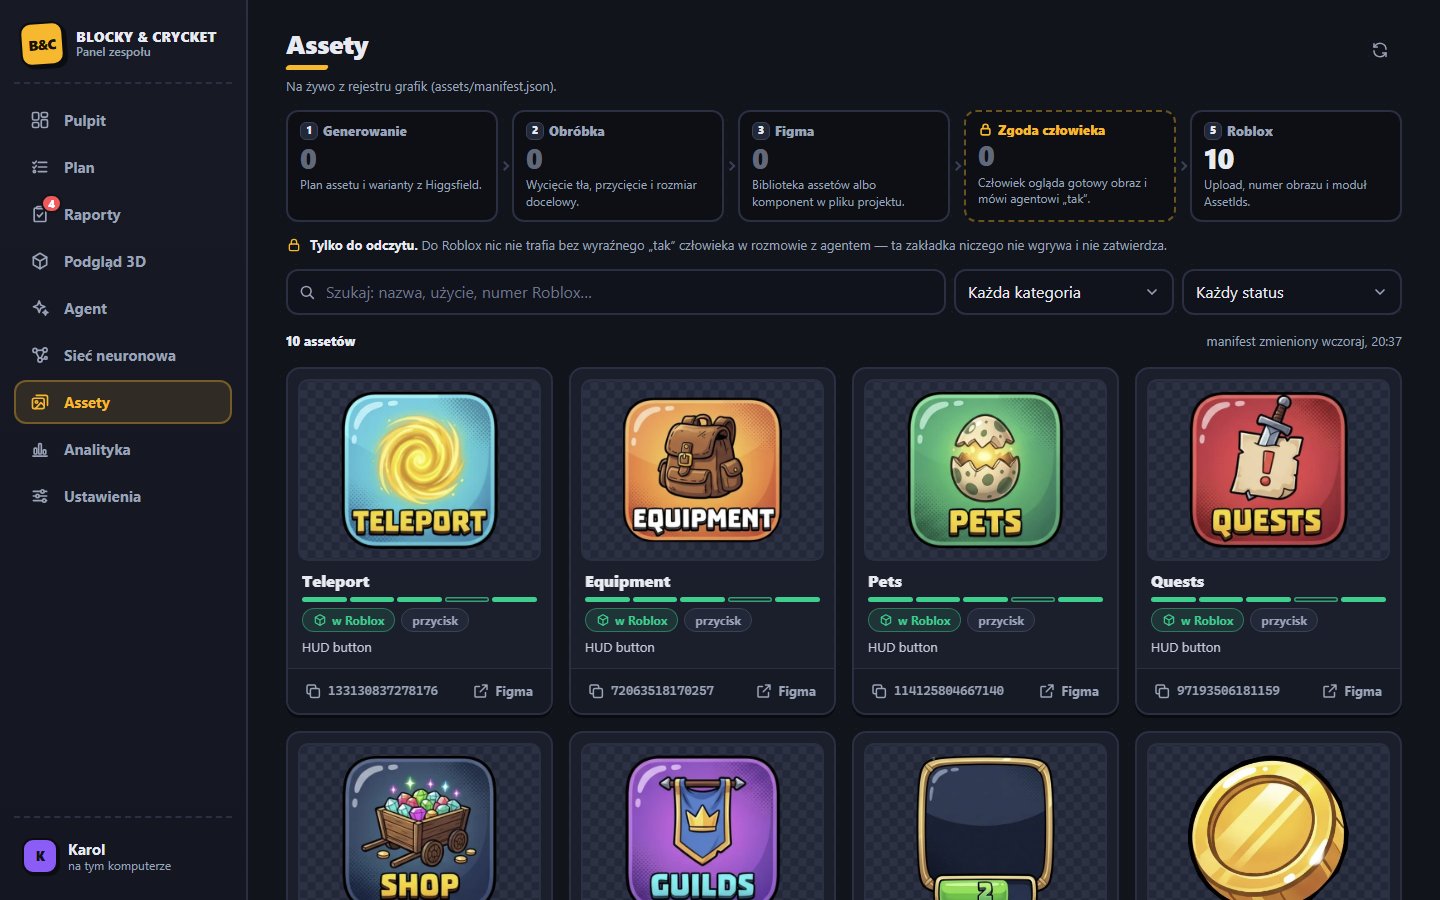 B&C
BLOCKY & CRYCKET
Panel zespołu
Pulpit
Plan
4
Raporty
Podgląd 3D
Agent
Sieć neuronowa
Assety
Analityka
Ustawienia
K
Karol
na tym komputerze
Assety
Na żywo z rejestru grafik (assets/manifest.json).
1 Generowanie
0
Plan assetu i warianty z Higgsfield.
2 Obróbka
0
Wycięcie tła, przycięcie i rozmiar
docelowy.
3 Figma
0
Biblioteka assetów albo
komponent w pliku projektu.
Zgoda człowieka
0
Człowiek ogląda gotowy obraz i
mówi agentowi „tak”.
5 Roblox
10
Upload, numer obrazu i moduł
AssetIds.
Tylko do odczytu. Do Roblox nic nie trafia bez wyraźnego „tak” człowieka w rozmowie z agentem — ta zakładka niczego nie wgrywa i nie zatwierdza.
Szukaj: nazwa, użycie, numer Roblox...
Każda kategoria
Każdy status
10 assetów
manifest zmieniony wczoraj, 20:37
TELEPORT
Teleport
w Roblox przycisk
HUD button
133130837278176 Figma
EQUIPMENT
Equipment
w Roblox przycisk
HUD button
72063518170257 Figma
PETS
Pets
w Roblox przycisk
HUD button
114125804667140 Figma
!
QUESTS
Quests
w Roblox przycisk
HUD button
97193506181159 Figma
SHOP
GUILDS
2